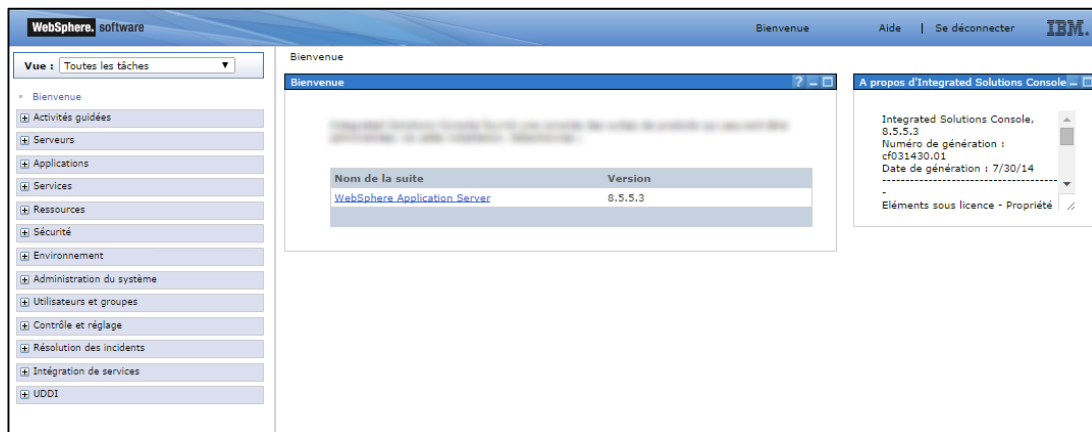 WebSphere. software
Bienvenue
Aide | Se déconnecter
IBM.
Vue : Toutes les tâches
Bienvenue
Activités guidées
Serveurs
Applications
Services
Ressources
Sécurité
Environnement
Administration du système
Utilisateurs et groupes
Contrôle et réglage
Résolution des incidents
Intégration de services
UDDI
Bienvenue
Bienvenue
Nom de la suite Version
WebSphere Application Server 8.5.5.3
A propos d'Integrated Solutions Console
Integrated Solutions Console,
8.5.5.3
Numéro de génération :
cf031430.01
Date de génération : 7/30/14
----------------------------------
-
Eléments sous licence - Propriété